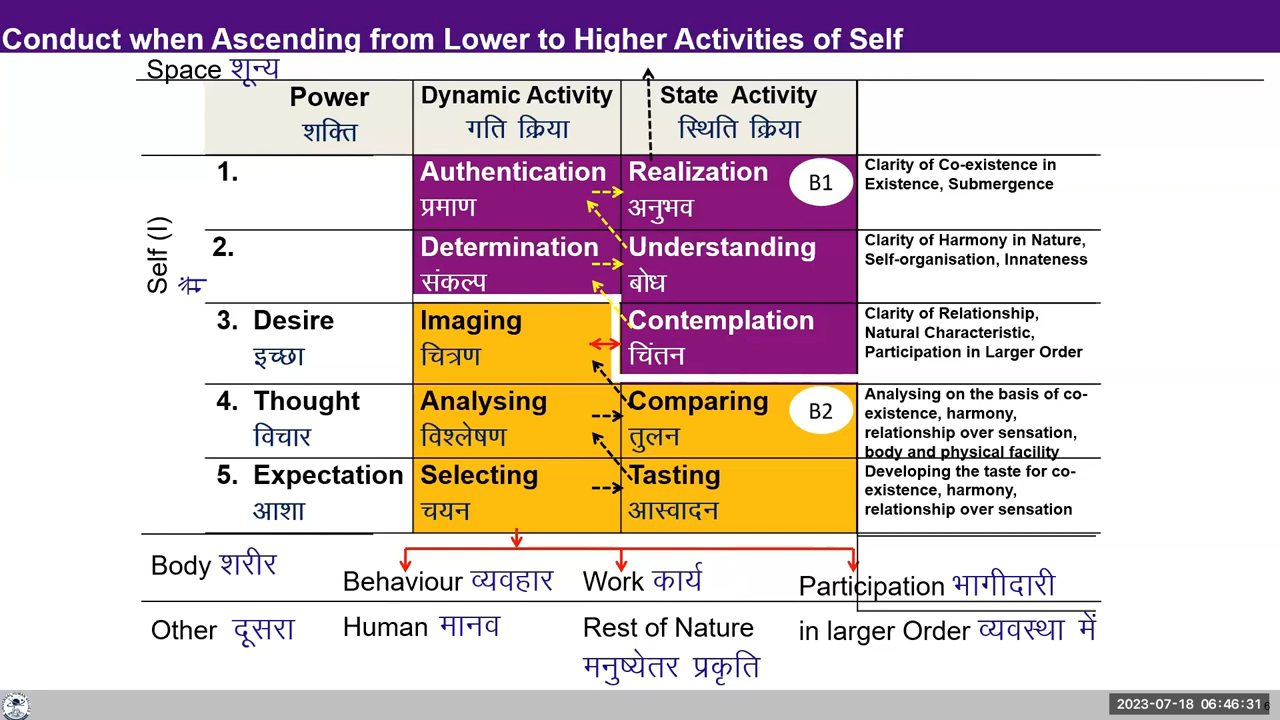 Conduct when Ascending from Lower to Higher Activities of Self
Space शून्य
Power
शक्ति
Dynamic Activity
गति क्रिया
State Activity
स्थिति क्रिया
Self (I)
मैं
1.
Authentication
प्रमाण
Realization
अनुभव
B1
Clarity of Co-existence in
Existence, Submergence
2.
Determination
संकल्प
Understanding
बोध
Clarity of Harmony in Nature,
Self-organisation, Innateness
3. Desire
इच्छा
Imaging
चित्रण
Contemplation
चिंतन
Clarity of Relationship,
Natural Characteristic,
Participation in Larger Order
4. Thought
विचार
Analysing
विश्लेषण
Comparing
तुलन
B2
Analysing on the basis of co-
existence, harmony,
relationship over sensation,
body and physical facility
5. Expectation
आशा
Selecting
चयन
Tasting
आस्वादन
Developing the taste for co-
existence, harmony,
relationship over sensation
Body शरीर
Behaviour व्यवहार
Work कार्य
Participation भागीदारी
Other दूसरा
Human मानव
Rest of Nature
मनुष्येतर प्रकृति
in larger Order व्यवस्था में
2023-07-18 06:46:31
6